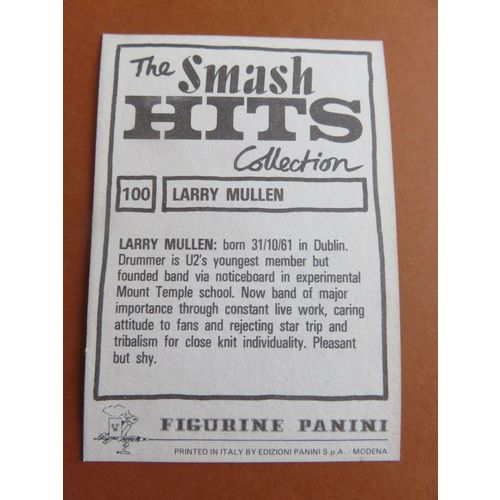 The Smash
HITS
Collection
100 LARRY MULLEN
LARRY MULLEN: born 31/10/61 in Dublin.
Drummer is U2's youngest member but
founded band via noticeboard in experimental
Mount Temple school. Now band of major
importance through constant live work, caring
attitude to fans and rejecting star trip and
tribalism for close knit individuality. Pleasant
but shy.
FIGURINE PANINI
PRINTED IN ITALY BY EDIZIONI PANINI S.p.A. - MODENA